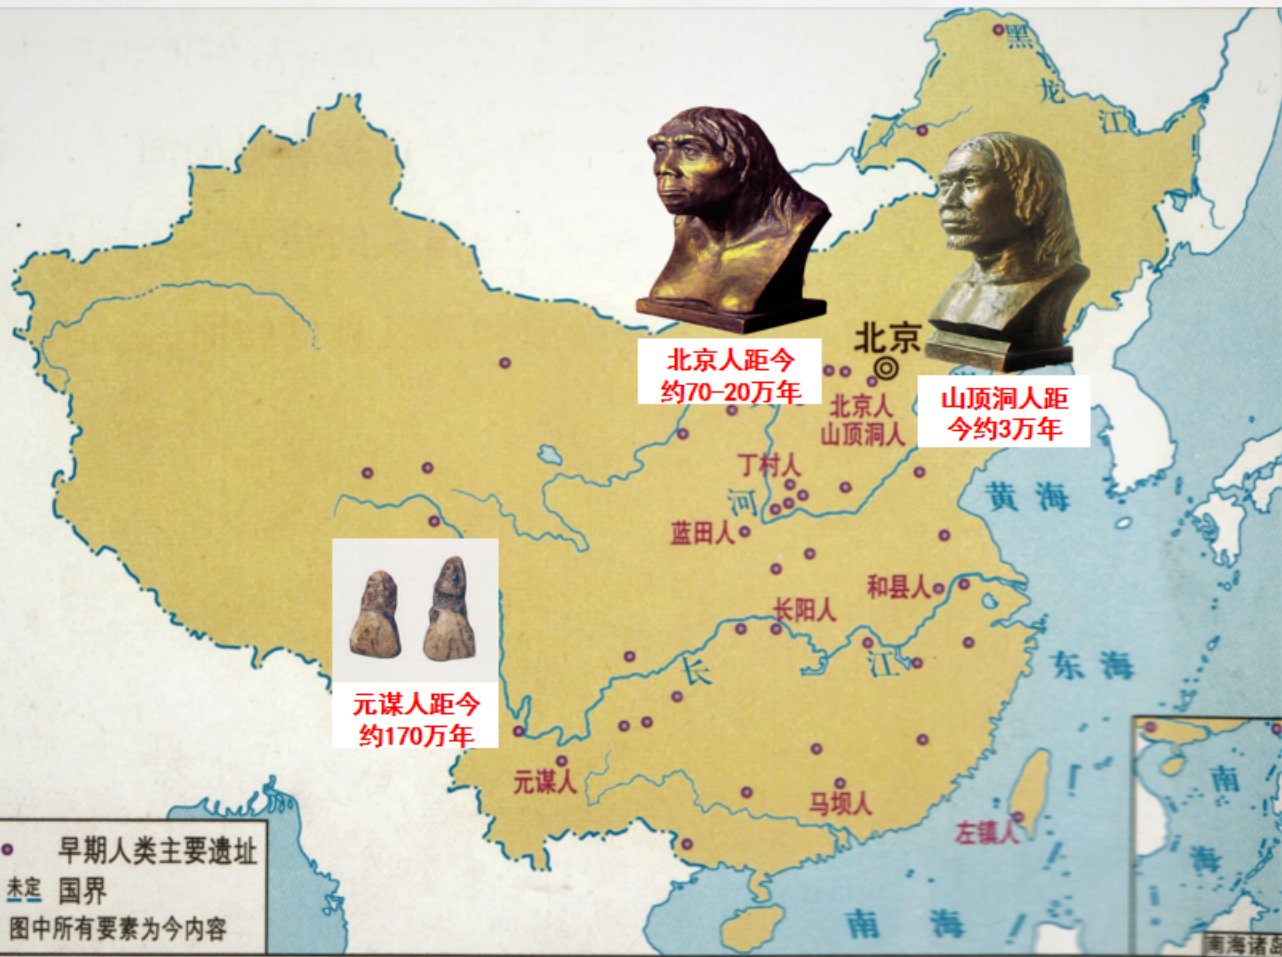 黑
龙
江
北京
北京人距今
约70-20万年
山顶洞人距
今约3万年
北京人
山顶洞人
丁村人
河
黄海
蓝田人
和县人
长阳人
长江
东海
元谋人距今
约170万年
元谋人
马坝人
左镇人
南海
南
海
南海诸岛
早期人类主要遗址
未定 国界
图中所有要素为今内容